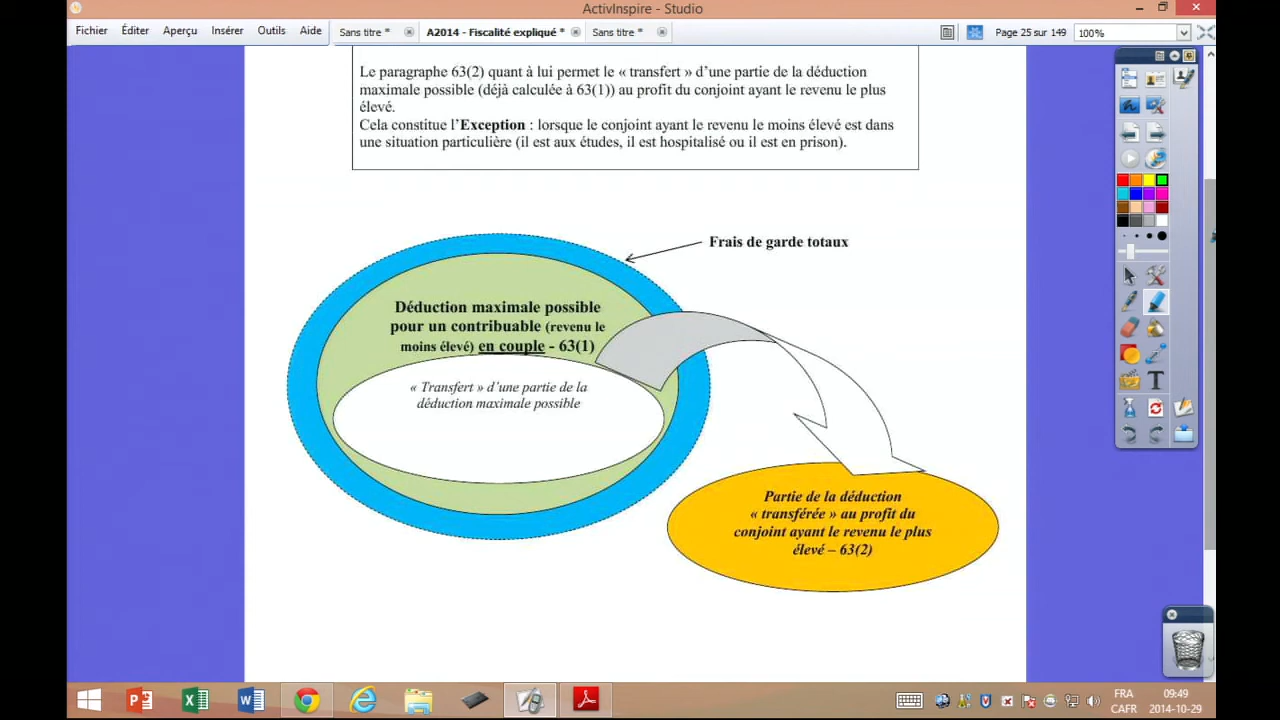 ActivInspire - Studio
Fichier Éditer Aperçu Insérer Outils Aide Sans titre * A2014 - Fiscalité expliqué * Sans titre * Page 25 sur 149 100%
Le paragraphe 63(2) quant à lui permet le « transfert » d'une partie de la déduction
maximale possible (déjà calculée à 63(1)) au profit du conjoint ayant le revenu le plus
élevé.
Cela constitue l'Exception : lorsque le conjoint ayant le revenu le moins élevé est dans
une situation particulière (il est aux études, il est hospitalisé ou il est en prison).
Frais de garde totaux
Déduction maximale possible
pour un contribuable (revenu le
moins élevé) en couple - 63(1)
« Transfert » d'une partie de la
déduction maximale possible
Partie de la déduction
« transférée » au profit du
conjoint ayant le revenu le plus
élevé – 63(2)
FRA
CAFR
09:49
2014-10-29